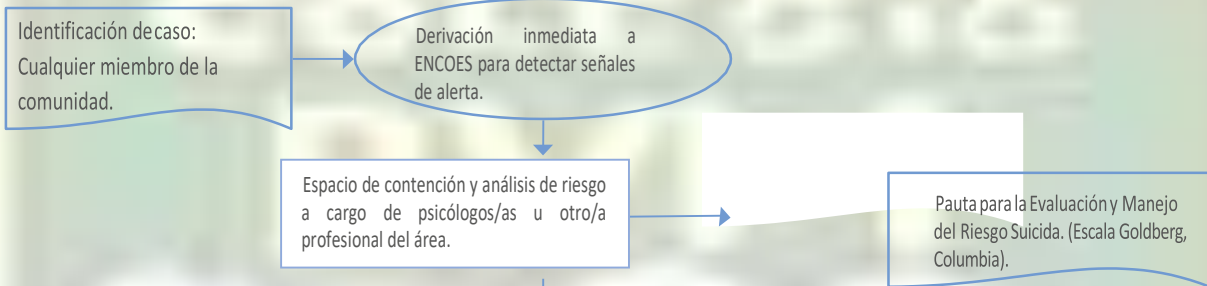 Identificación de caso:
Cualquier miembro de la
comunidad.
Derivación inmediata a
ENCOES para detectar señales
de alerta.
Espacio de contención y análisis de riesgo
a cargo de psicólogos/as u otro/a
profesional del área.
Pauta para la Evaluación y Manejo
del Riesgo Suicida. (Escala Goldberg,
Columbia).